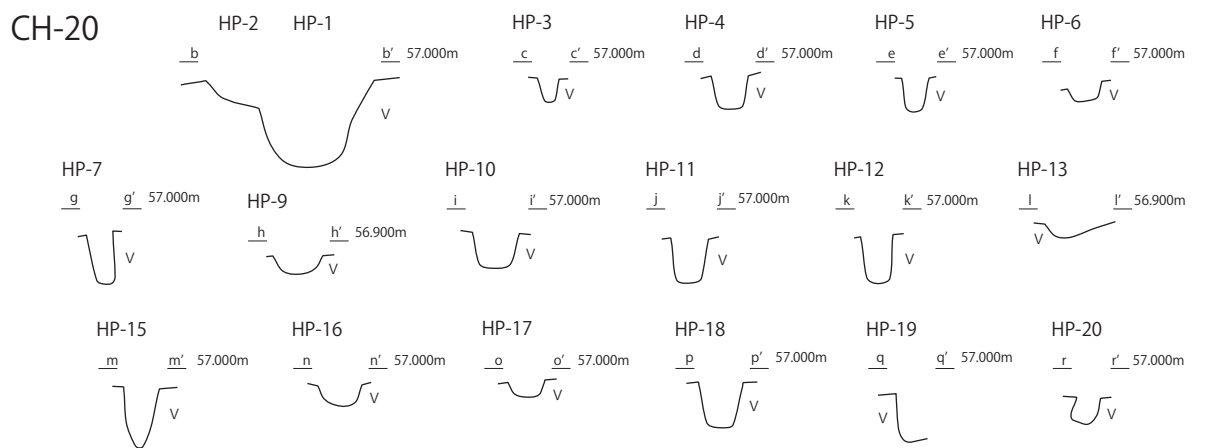 CH-20
HP-2 HP-1 HP-3 HP-4 HP-5 HP-6
b b′ 57.000m c c′ 57.000m d d′ 57.000m e e′ 57.000m f f′ 57.000m
V V V V V
HP-7 HP-9 HP-10 HP-11 HP-12 HP-13
g g′ 57.000m h h′ 56.900m i i′ 57.000m j j′ 57.000m k k′ 57.000m l l′ 56.900m
V V V V V V
HP-15 HP-16 HP-17 HP-18 HP-19 HP-20
m m′ 57.000m n n′ 57.000m o o′ 57.000m p p′ 57.000m q q′ 57.000m r r′ 57.000m
V V V V V V